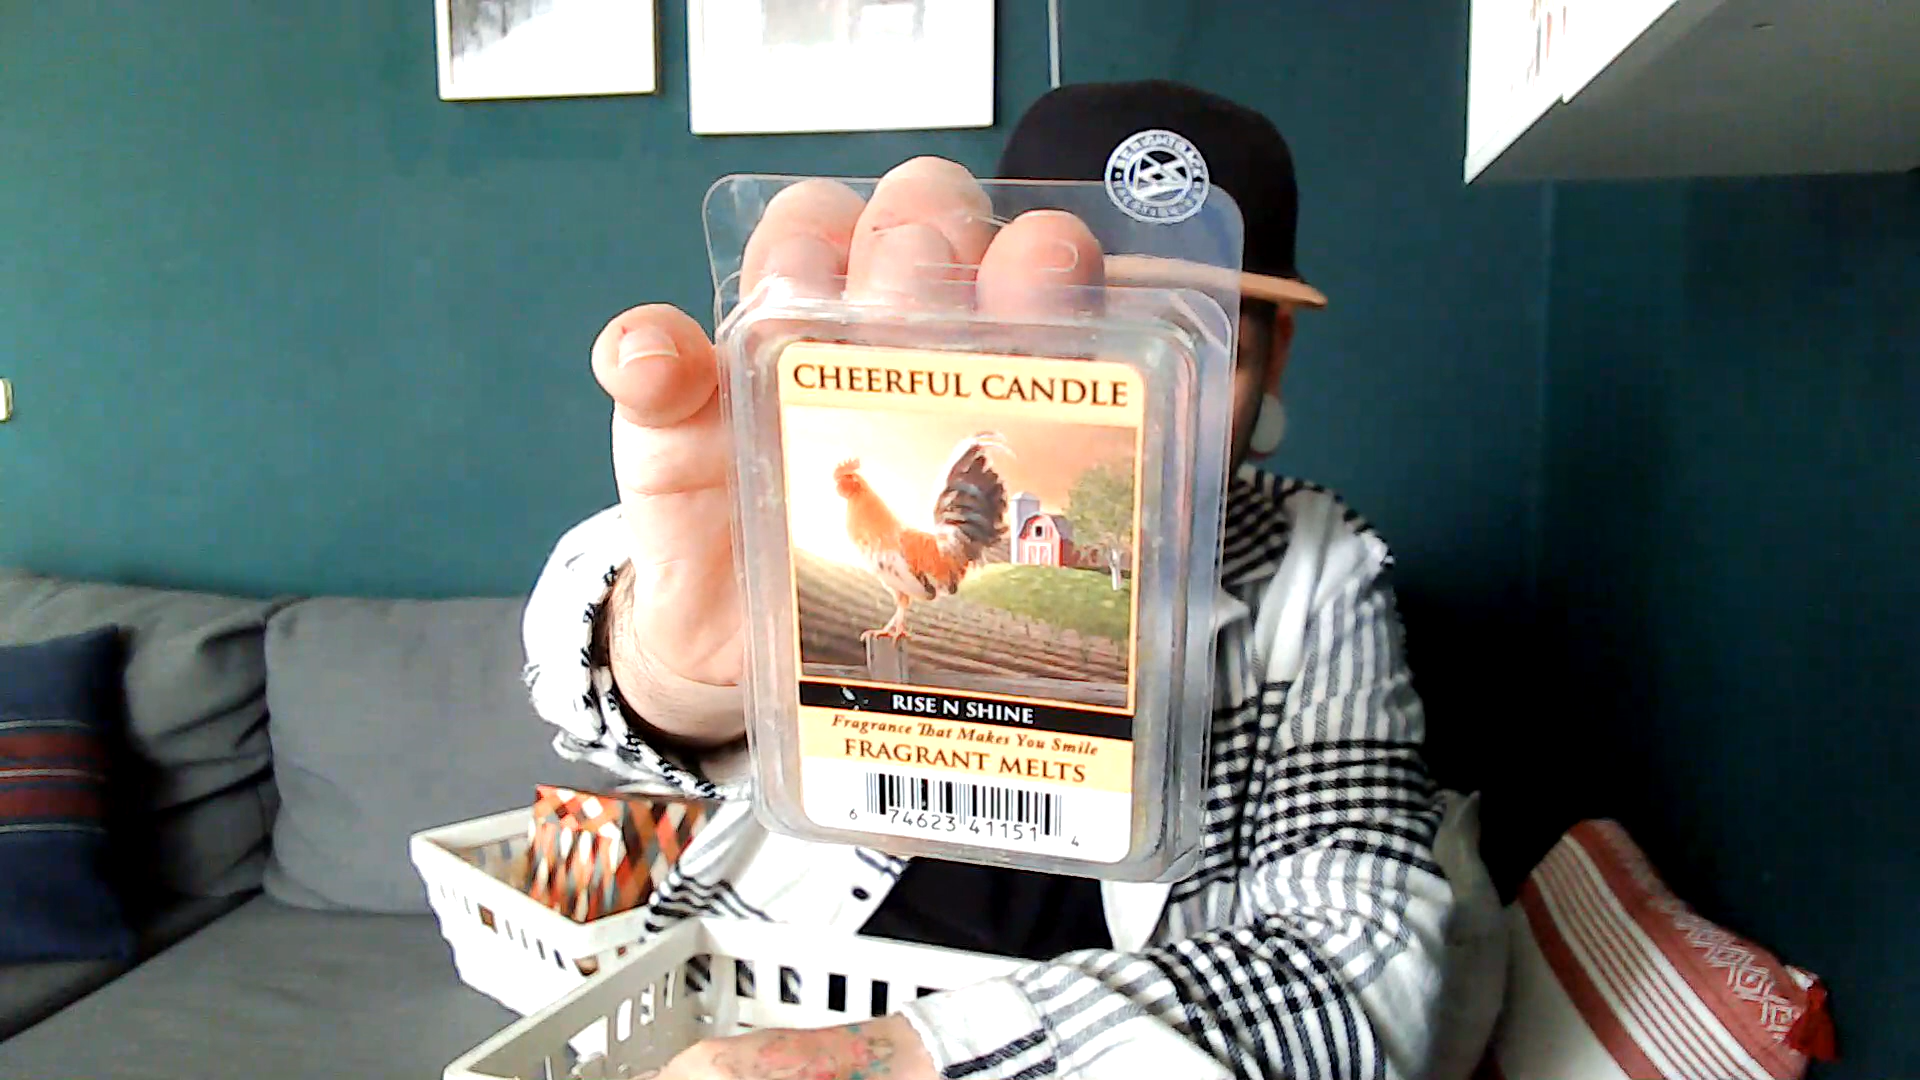 CHEERFUL CANDLE
RISE N SHINE
Fragrance That Makes You Smile
FRAGRANT MELTS
6 74623 41151 4